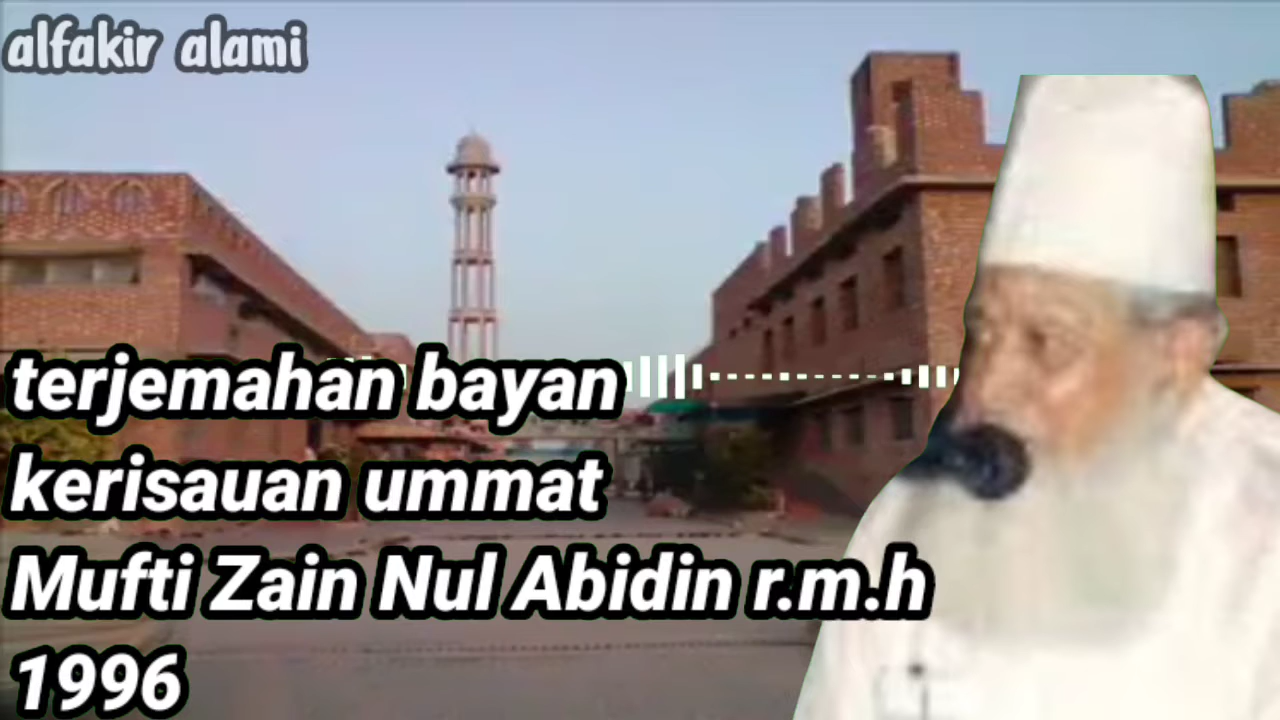 alfakir alami
terjemahan bayan
kerisauan ummat
Mufti Zain Nul Abidin r.m.h
1996